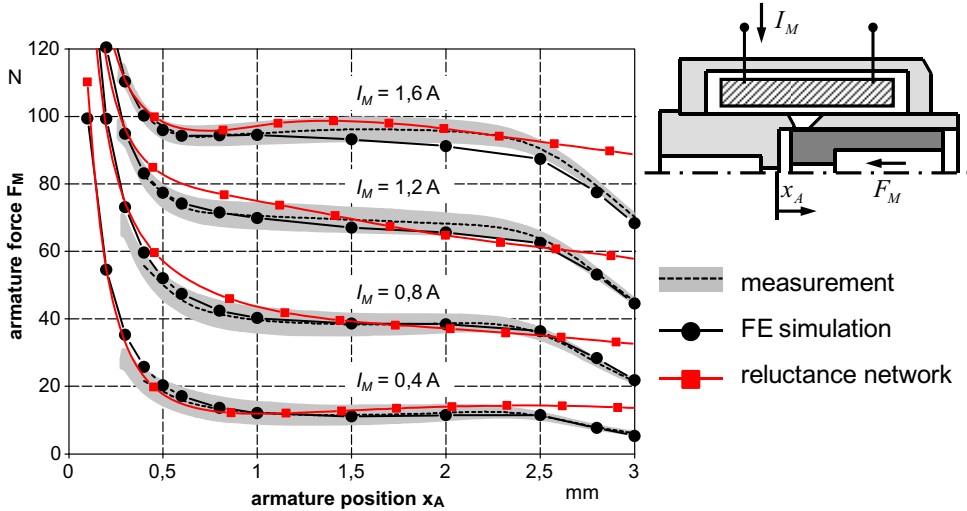 120
N
100
80
60
40
20
0
armature force F_M
I_M = 1,6 A
I_M = 1,2 A
I_M = 0,8 A
I_M = 0,4 A
0 0,5 1 1,5 2 2,5 3
armature position x_A
mm
I_M
x_A
F_M
measurement
FE simulation
reluctance network